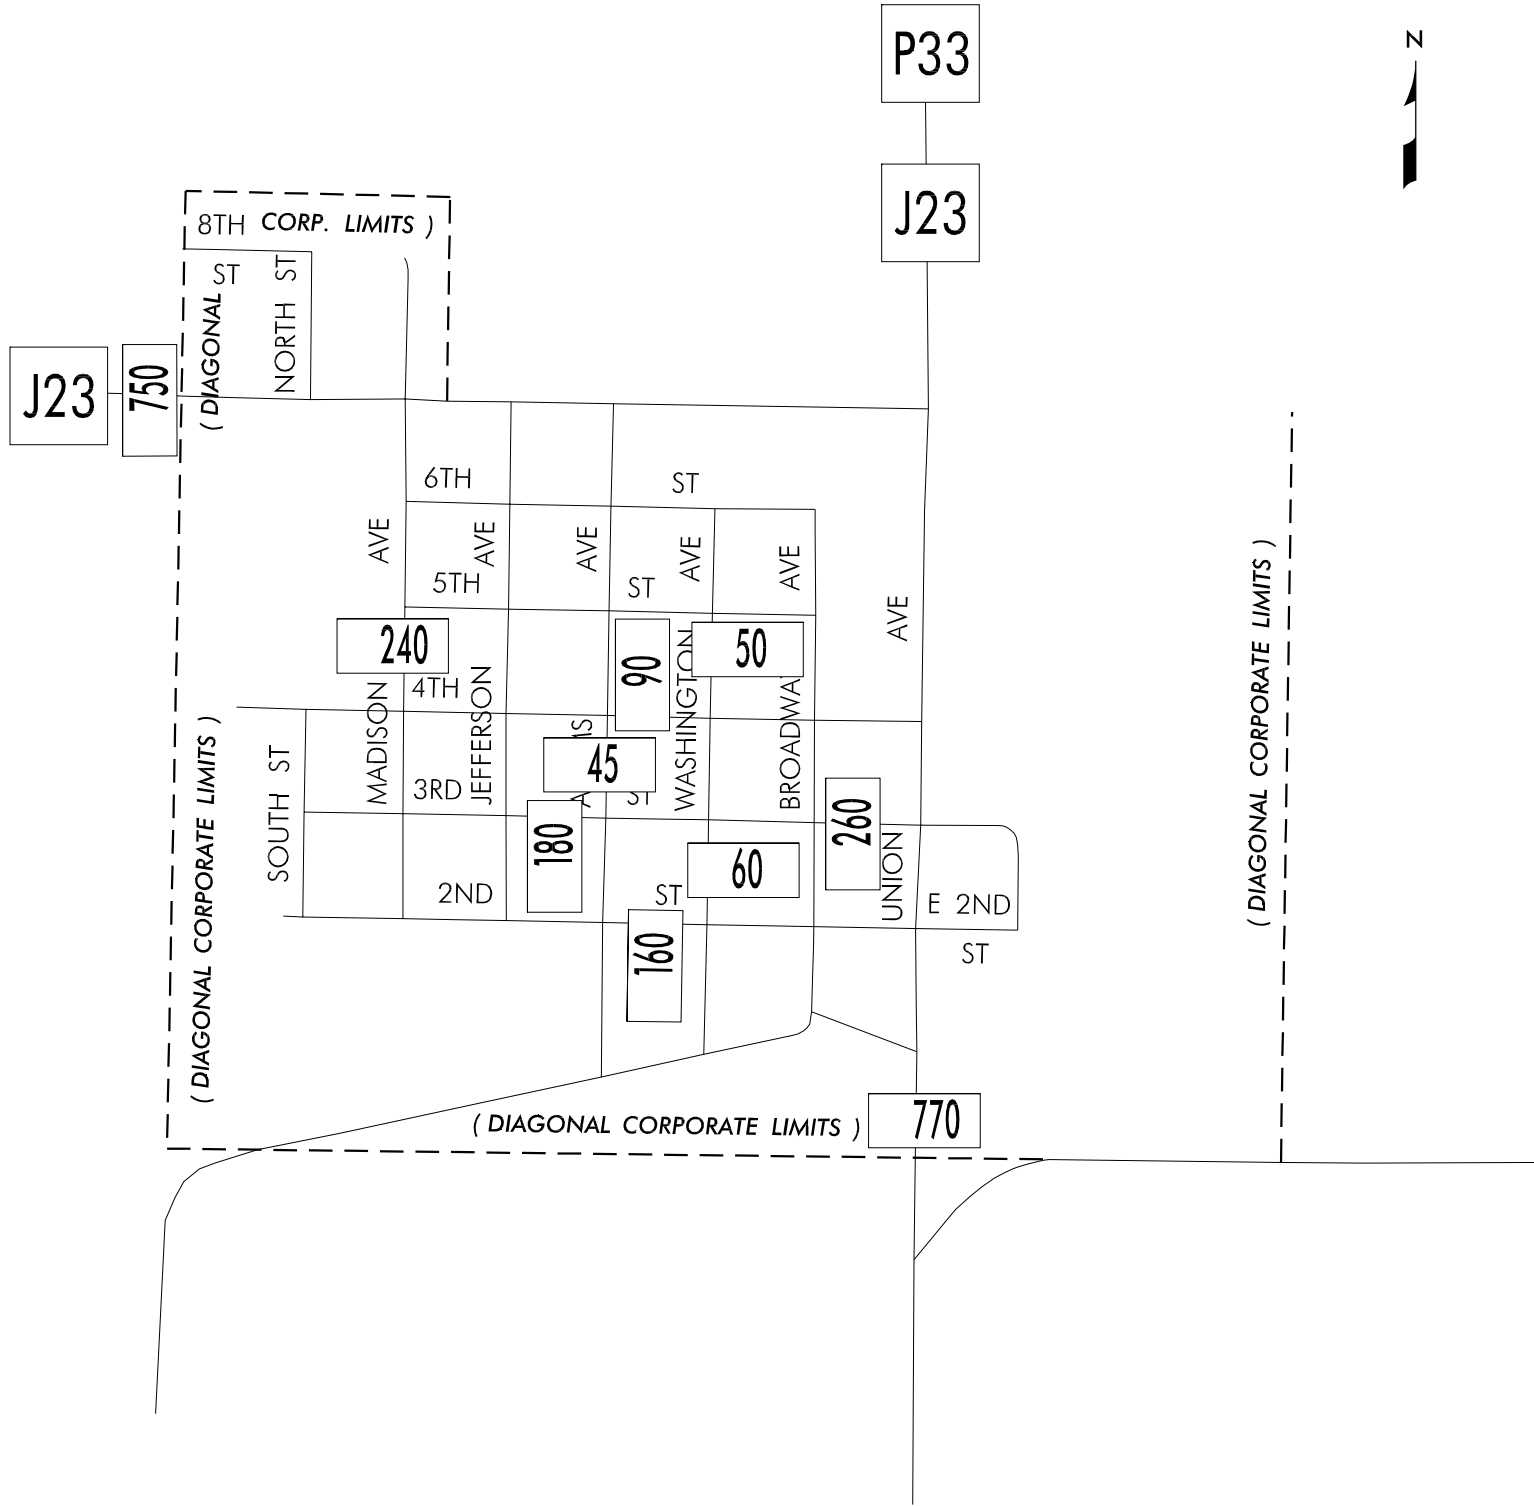 P33
N
J23
8TH CORP. LIMITS )
ST
NORTH ST
( DIAGONAL
J23
750
6TH ST
AVE
AVE
AVE
AVE
AVE
5TH ST
AVE
240
90
50
4TH
MADISON
JEFFERSON
WASHINGTON
45
3RD ST
SOUTH ST
180
260
60
UNION
2ND ST
E 2ND
ST
160
( DIAGONAL CORPORATE LIMITS )
( DIAGONAL CORPORATE LIMITS )
( DIAGONAL CORPORATE LIMITS )
770